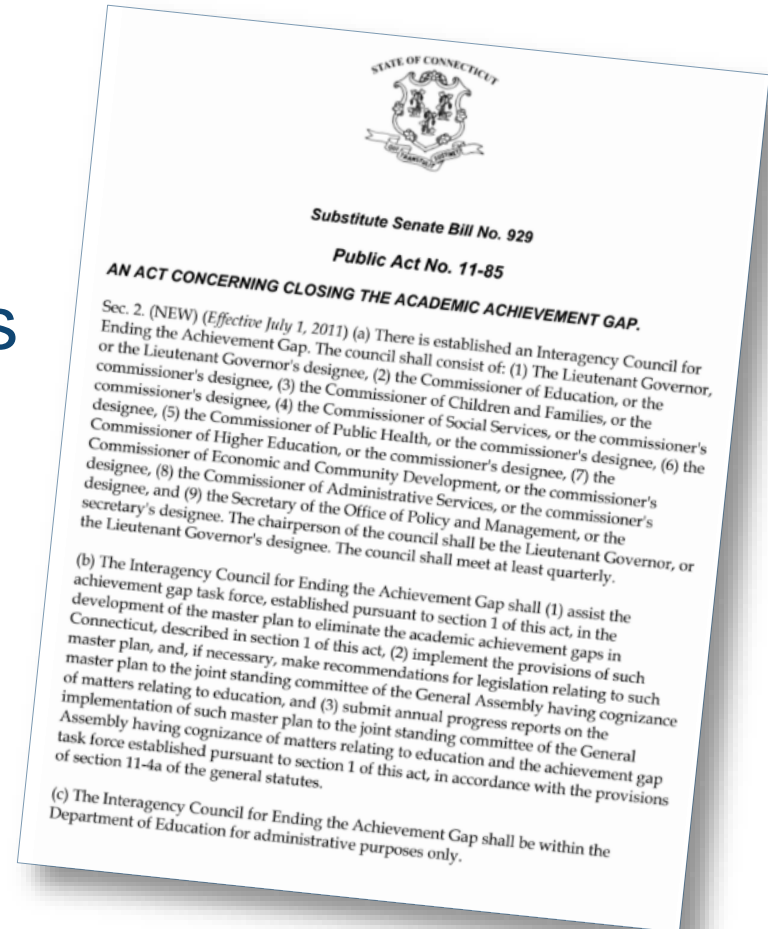 STATE OF CONNECTICUT
QUI TRANSTULIT SUSTINET
Substitute Senate Bill No. 929
Public Act No. 11-85
AN ACT CONCERNING CLOSING THE ACADEMIC ACHIEVEMENT GAP.
s
Sec. 2. (NEW) (Effective July 1, 2011) (a) There is established an Interagency Council for
Ending the Achievement Gap. The council shall consist of: (1) The Lieutenant Governor,
or the Lieutenant Governor's designee, (2) the Commissioner of Education, or the
commissioner's designee, (3) the Commissioner of Children and Families, or the
commissioner's designee, (4) the Commissioner of Social Services, or the commissioner's
designee, (5) the Commissioner of Public Health, or the commissioner's designee, (6) the
Commissioner of Higher Education, or the commissioner's designee, (7) the
Commissioner of Economic and Community Development, or the commissioner's
designee, (8) the Commissioner of Administrative Services, or the commissioner's
designee, and (9) the Secretary of the Office of Policy and Management, or the
secretary's designee. The chairperson of the council shall be the Lieutenant Governor, or
the Lieutenant Governor's designee. The council shall meet at least quarterly.
(b) The Interagency Council for Ending the Achievement Gap shall (1) assist the
achievement gap task force, established pursuant to section 1 of this act, in the
development of the master plan to eliminate the academic achievement gaps in
Connecticut, described in section 1 of this act, (2) implement the provisions of such
master plan, and, if necessary, make recommendations for legislation relating to such
master plan to the joint standing committee of the General Assembly having cognizance
of matters relating to education, and (3) submit annual progress reports on the
implementation of such master plan to the joint standing committee of the General
Assembly having cognizance of matters relating to education and the achievement gap
task force established pursuant to section 1 of this act, in accordance with the provisions
of section 11-4a of the general statutes.
(c) The Interagency Council for Ending the Achievement Gap shall be within the
Department of Education for administrative purposes only.